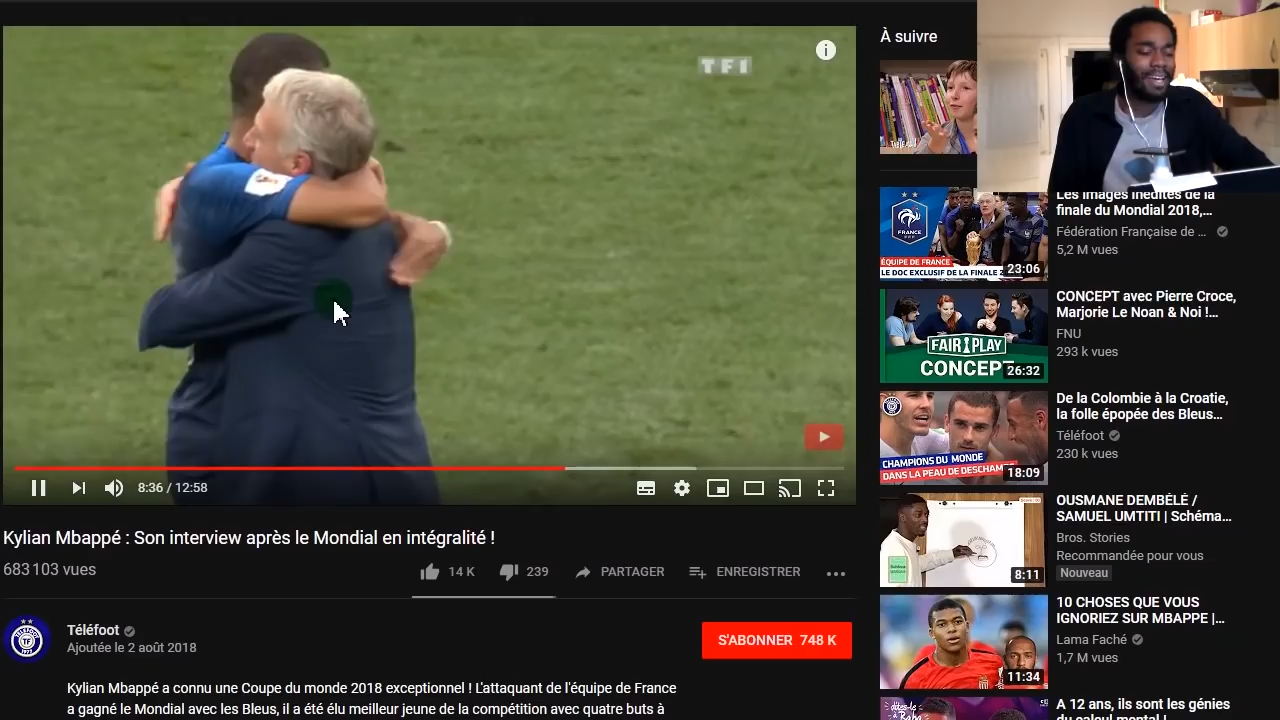 TF1
8:36 / 12:58
Kylian Mbappé : Son interview après le Mondial en intégralité !
683 103 vues
14 K
239
PARTAGER
ENREGISTRER
Téléfoot
Ajoutée le 2 août 2018
S'ABONNER 748 K
Kylian Mbappé a connu une Coupe du monde 2018 exceptionnel ! L'attaquant de l'équipe de France
a gagné le Mondial avec les Bleus, il a été élu meilleur jeune de la compétition avec quatre buts à
À suivre
FRANCE
ÉQUIPE DE FRANCE
LE DOC EXCLUSIF DE LA FINALE
23:06
Les images inédites de la
finale du Mondial 2018,...
Fédération Française de ...
5,2 M vues
FAIR PLAY
CONCEPT
26:32
CONCEPT avec Pierre Croce,
Marjorie Le Noan & Noi !...
FNU
293 k vues
CHAMPIONS DU MONDE
DANS LA PEAU DE DESCHAM
18:09
De la Colombie à la Croatie,
la folle épopée des Bleus...
Téléfoot
230 k vues
8:11
OUSMANE DEMBÉLÉ /
SAMUEL UMTITI | Schéma...
Bros. Stories
Recommandée pour vous
Nouveau
11:34
10 CHOSES QUE VOUS
IGNORIEZ SUR MBAPPE |...
Lama Faché
1,7 M vues
A 12 ans, ils sont les génies
du calcul mental !